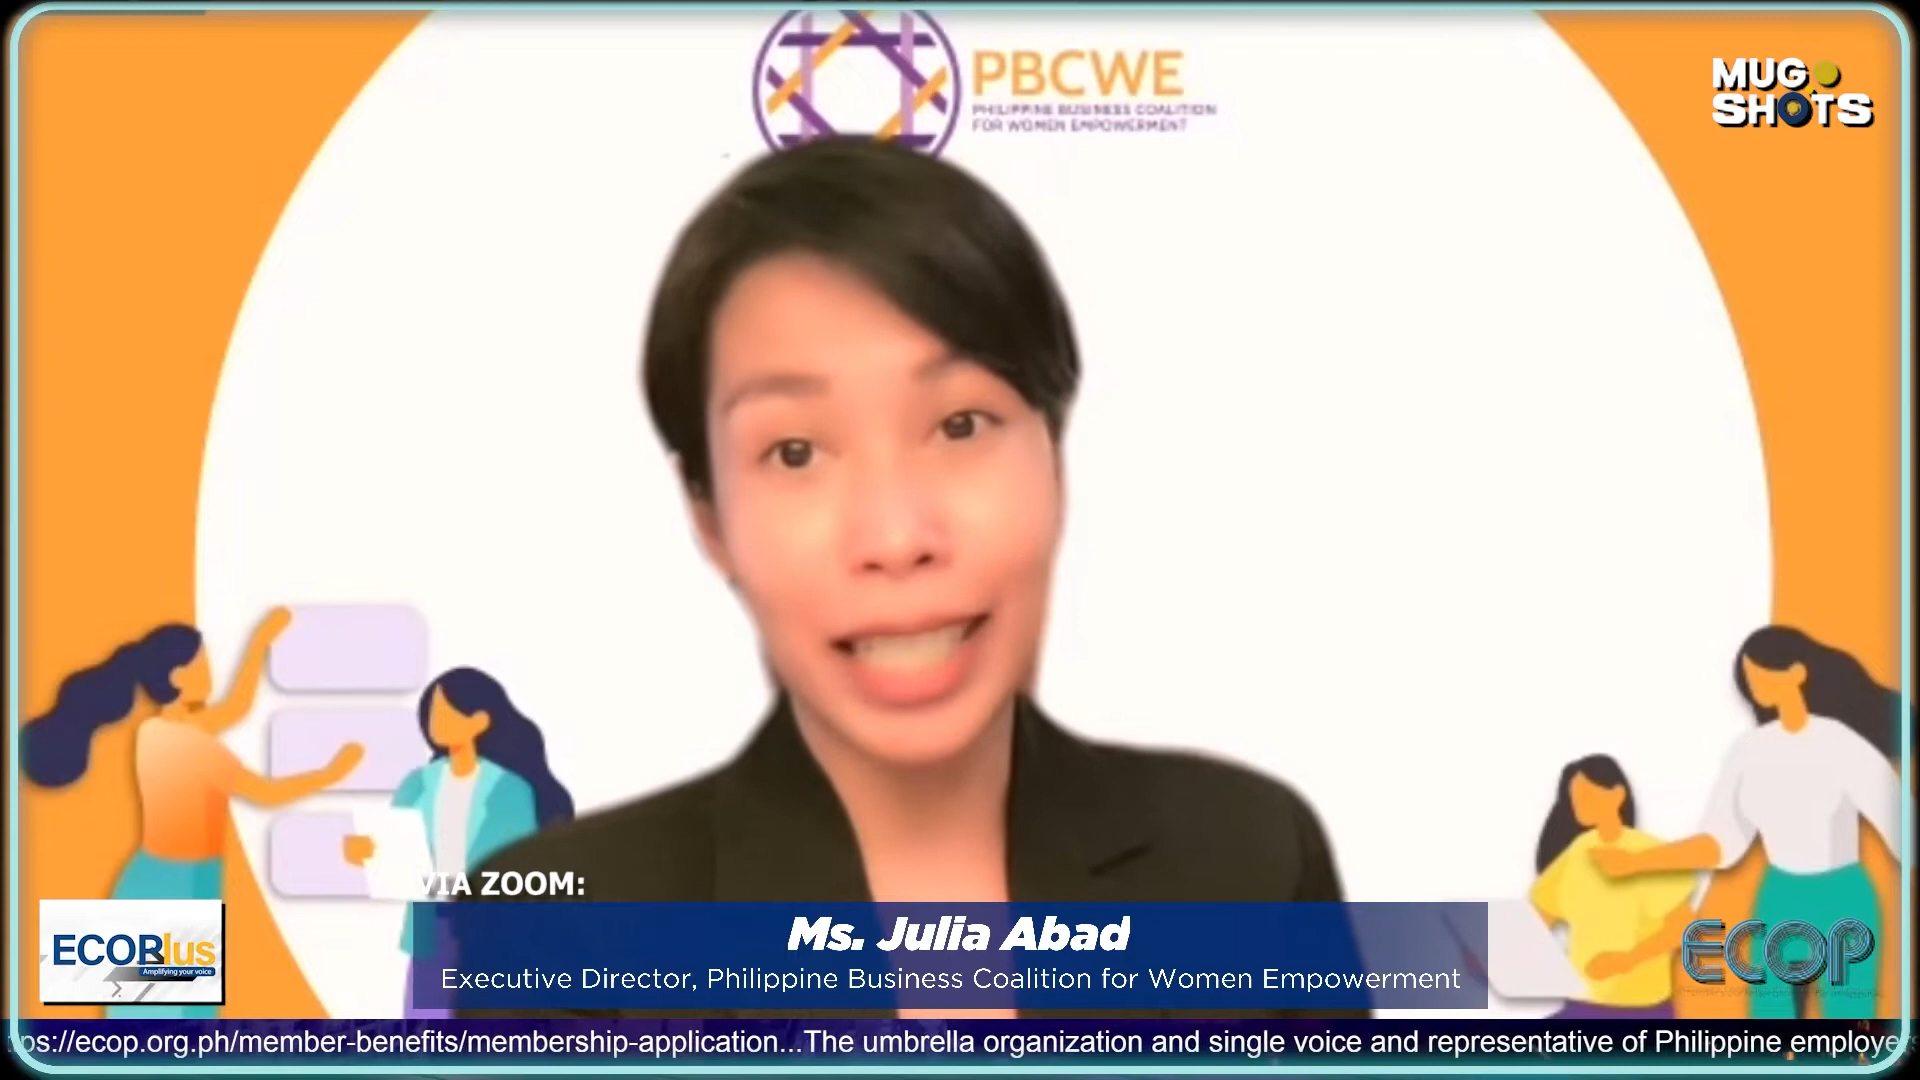 PBCWE
PHILIPPINE BUSINESS COALITION
FOR WOMEN EMPOWERMENT
MUG
SHOTS
VIA ZOOM:
Ms. Julia Abad
Executive Director, Philippine Business Coalition for Women Empowerment
ECOPlus
Amplifying your voice
ECOP
ps://ecop.org.ph/member-benefits/membership-application...The umbrella organization and single voice and representative of Philippine employers